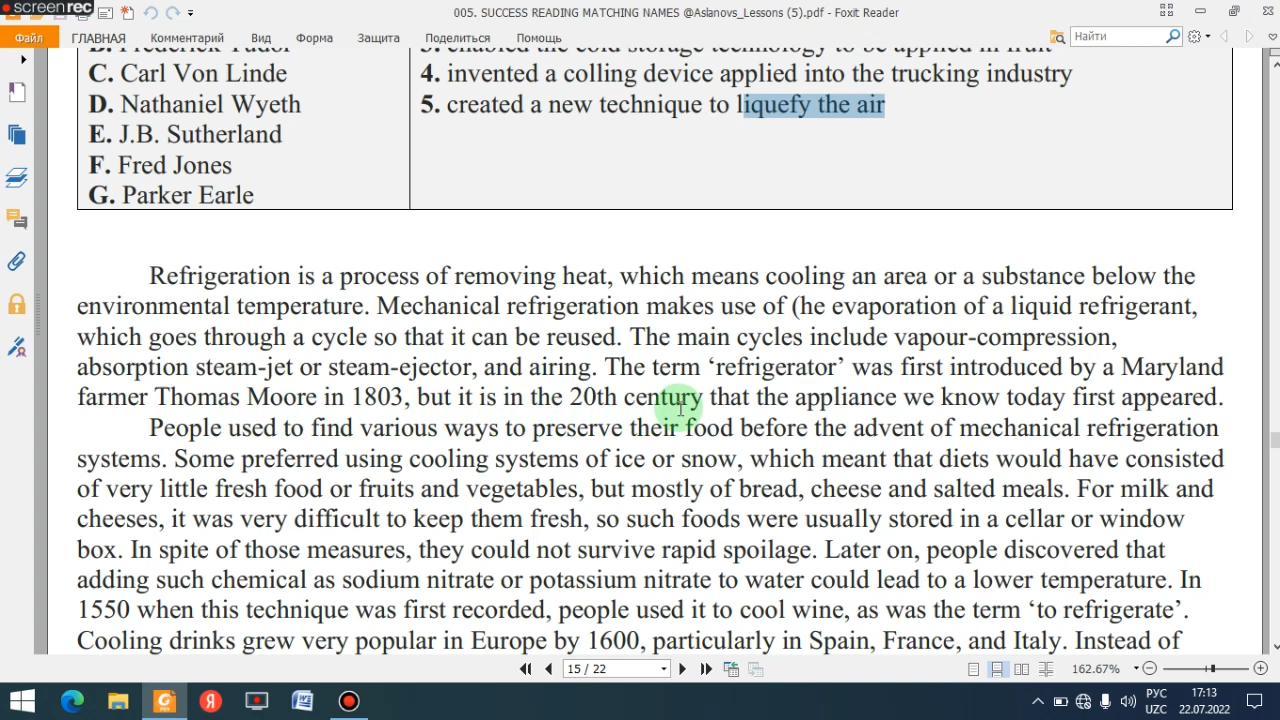 screenrec
005. SUCCESS READING MATCHING NAMES @Aslanovs_Lessons (5).pdf - Foxit Reader
Файл ГЛАВНАЯ Комментарий Вид Форма Защита Поделиться Помощь Найти
B. Frederick Tudor
3. enabled the cold storage technology to be applied in fruit
C. Carl Von Linde
4. invented a colling device applied into the trucking industry
D. Nathaniel Wyeth
5. created a new technique to liquefy the air
E. J.B. Sutherland
F. Fred Jones
G. Parker Earle
Refrigeration is a process of removing heat, which means cooling an area or a substance below the
environmental temperature. Mechanical refrigeration makes use of (he evaporation of a liquid refrigerant,
which goes through a cycle so that it can be reused. The main cycles include vapour-compression,
absorption steam-jet or steam-ejector, and airing. The term ‘refrigerator’ was first introduced by a Maryland
farmer Thomas Moore in 1803, but it is in the 20th century that the appliance we know today first appeared.
People used to find various ways to preserve their food before the advent of mechanical refrigeration
systems. Some preferred using cooling systems of ice or snow, which meant that diets would have consisted
of very little fresh food or fruits and vegetables, but mostly of bread, cheese and salted meals. For milk and
cheeses, it was very difficult to keep them fresh, so such foods were usually stored in a cellar or window
box. In spite of those measures, they could not survive rapid spoilage. Later on, people discovered that
adding such chemical as sodium nitrate or potassium nitrate to water could lead to a lower temperature. In
1550 when this technique was first recorded, people used it to cool wine, as was the term ‘to refrigerate’.
Cooling drinks grew very popular in Europe by 1600, particularly in Spain, France, and Italy. Instead of
15 / 22
162.67%
РУС 17:13
UZC 22.07.2022